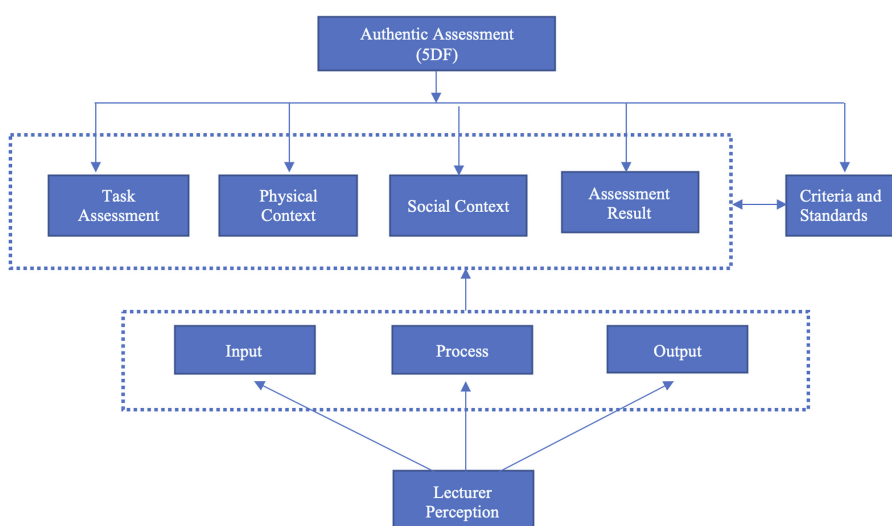 Authentic Assessment
(5DF)
Task
Assessment
Physical
Context
Social Context
Assessment
Result
Criteria and
Standards
Input
Process
Output
Lecturer
Perception